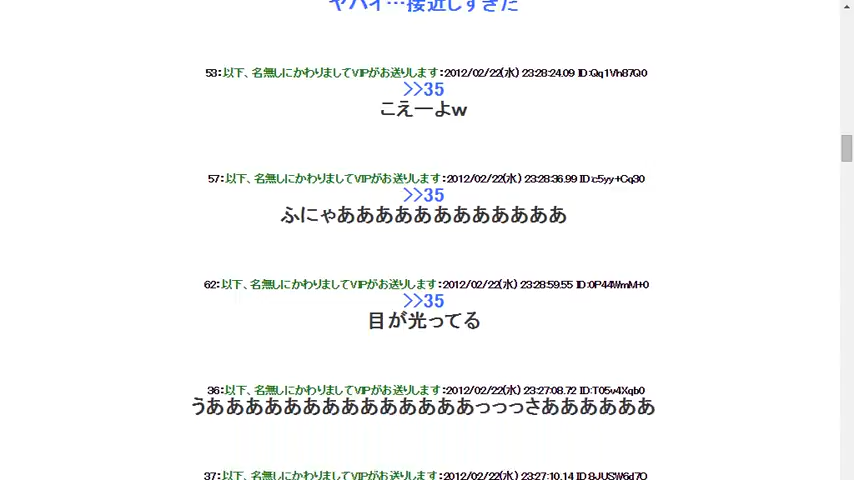 ヤバイ…接近しすぎた
53：以下、名無しにかわりましてVIPがお送りします：2012/02/22(水) 23:28:24.09 ID:Qq1Vh87Q0
>>35
こえーよw
57：以下、名無しにかわりましてVIPがお送りします：2012/02/22(水) 23:28:36.99 ID:c5yy+Cq30
>>35
ふにゃああああああああああああ
62：以下、名無しにかわりましてVIPがお送りします：2012/02/22(水) 23:28:59.55 ID:0P44WmM+0
>>35
目が光ってる
36：以下、名無しにかわりましてVIPがお送りします：2012/02/22(水) 23:27:08.72 ID:T05v4Xqb0
うああああああああああああああっっっさああああああ
37：以下、名無しにかわりましてVIPがお送りします：2012/02/22(水) 23:27:10.14 ID:8JUSW6d7O